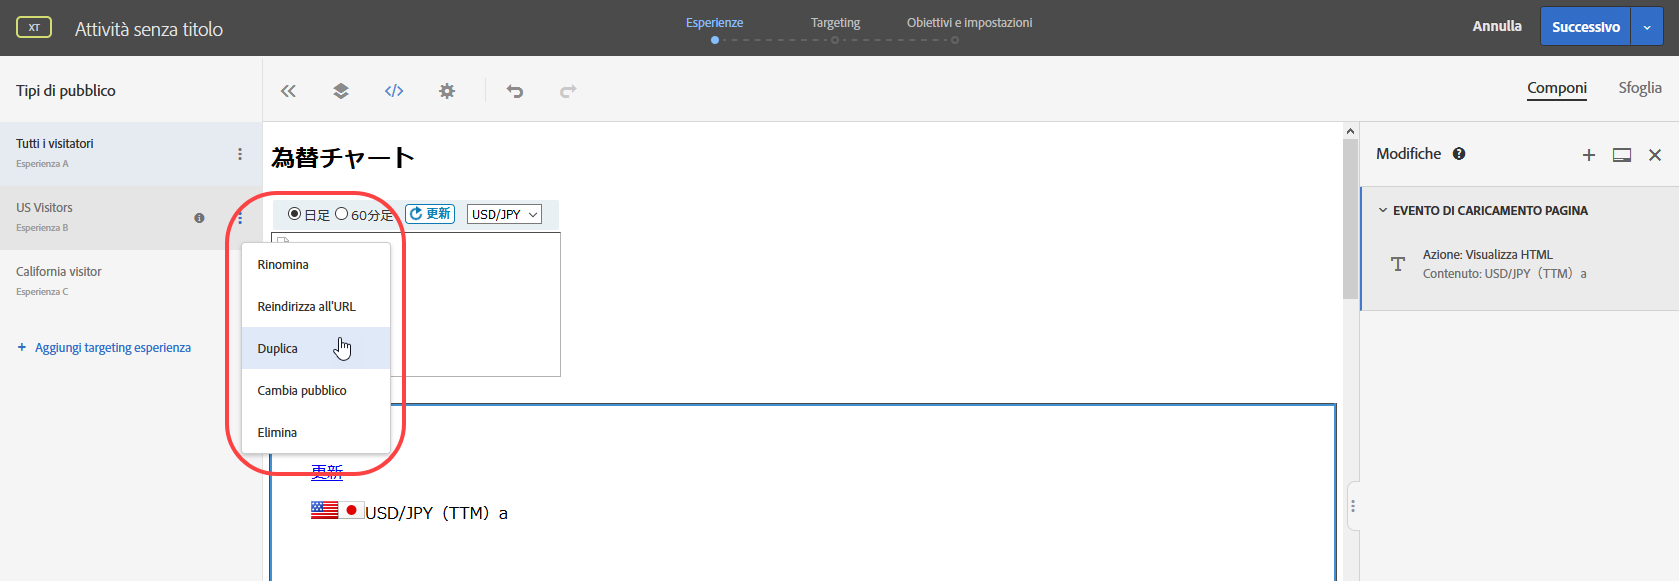 XT
Attività senza titolo
Esperienze
Targeting
Obiettivi e impostazioni
Annulla
Successivo
Tipi di pubblico
Componi
Sfoglia
Tutti i visitatori
Esperienza A
US Visitors
Esperienza B
California visitor
Esperienza C
+ Aggiungi targeting esperienza
為替チャート
日足 60分足 更新 USD/JPY
Rinomina
Reindirizza all'URL
Duplica
Cambia pubblico
Elimina
更新
USD/JPY（TTM）a
Modifiche
EVENTO DI CARICAMENTO PAGINA
Azione: Visualizza HTML
Contenuto: USD/JPY（TTM）a